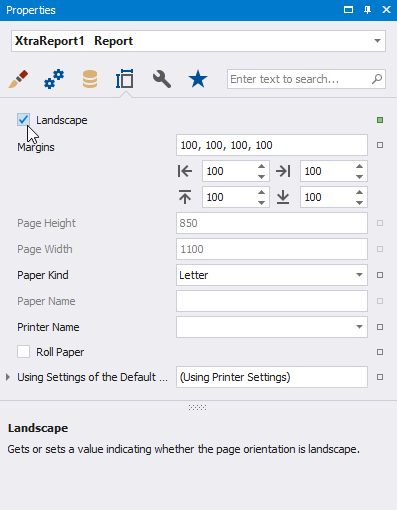 Properties
XtraReport1 Report
Enter text to search...
Landscape
Margins 100, 100, 100, 100
100 100
100 100
Page Height 850
Page Width 1100
Paper Kind Letter
Paper Name
Printer Name
Roll Paper
Using Settings of the Default ... (Using Printer Settings)
Landscape
Gets or sets a value indicating whether the page orientation is landscape.